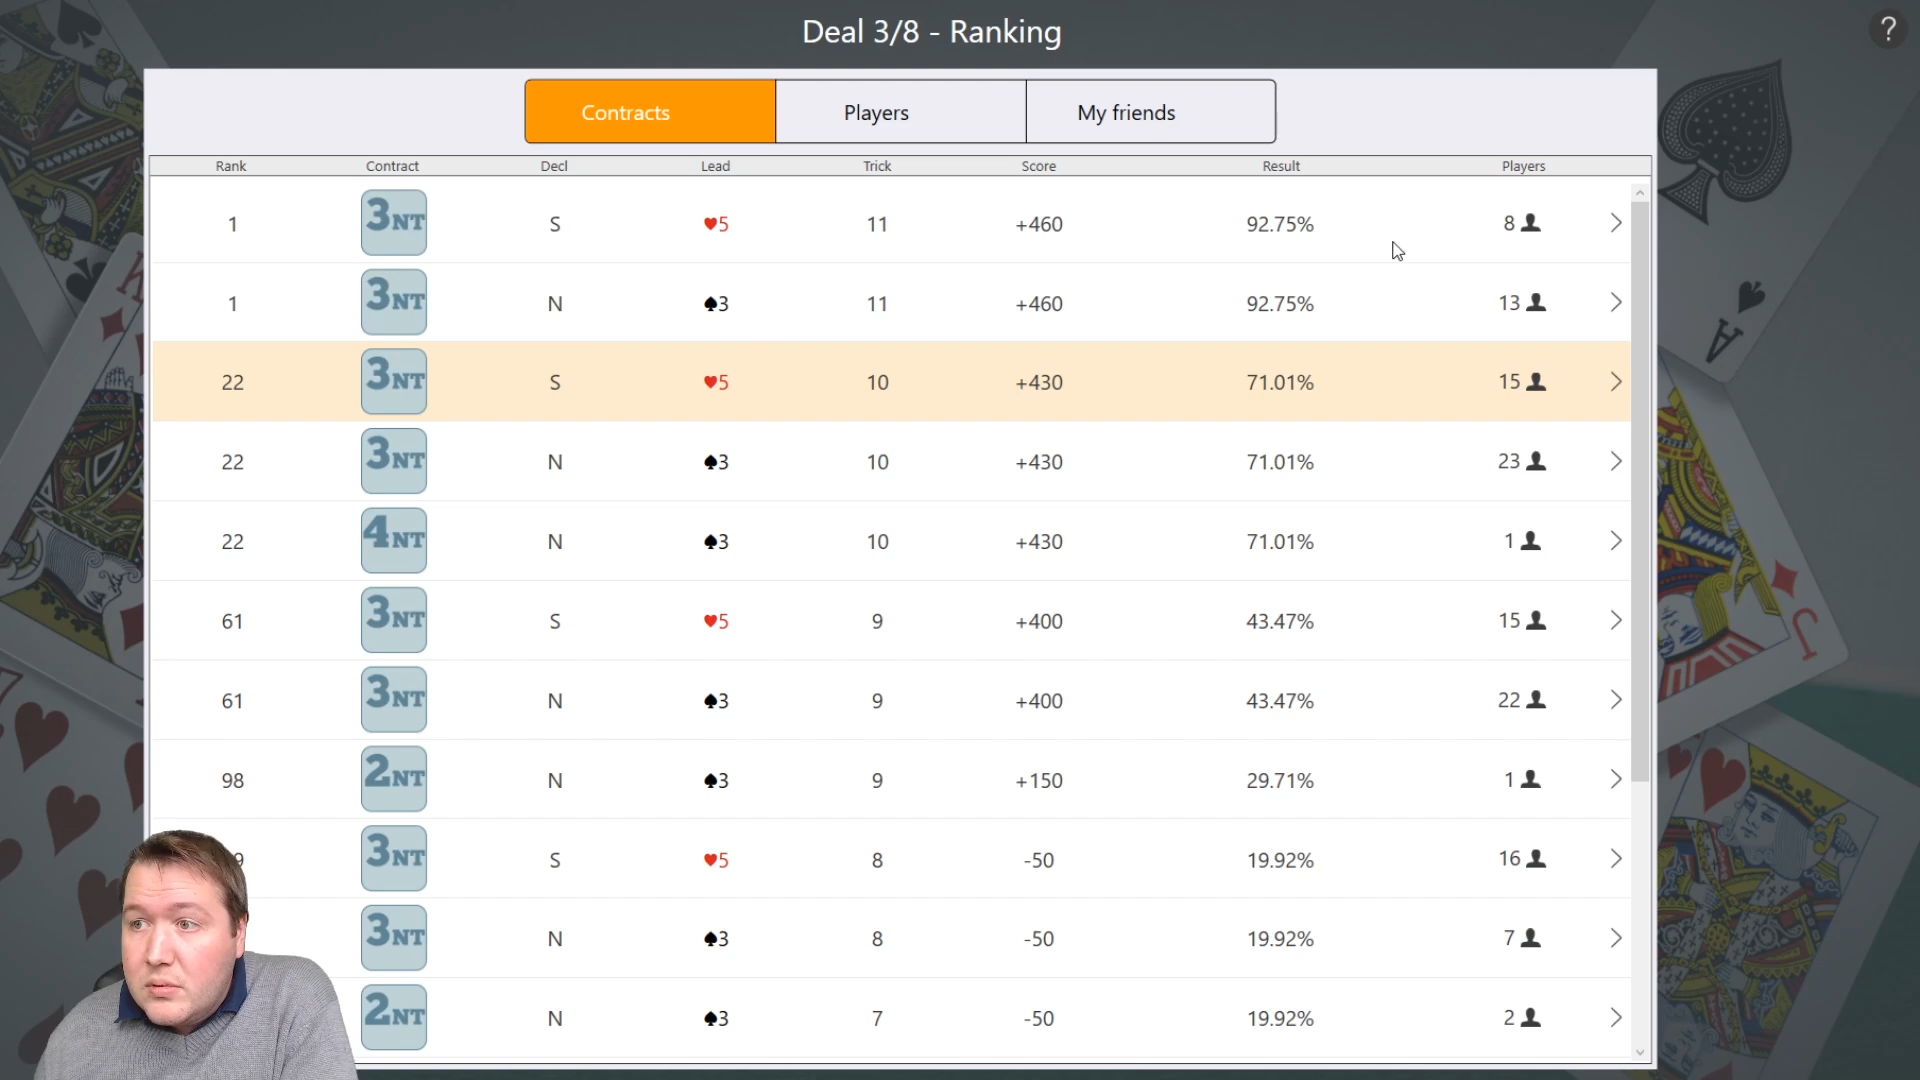 Deal 3/8 - Ranking
?
Contracts Players My friends
Rank Contract Decl Lead Trick Score Result Players
1 3NT S ♥5 11 +460 92.75% 8
1 3NT N ♠3 11 +460 92.75% 13
22 3NT S ♥5 10 +430 71.01% 15
22 3NT N ♠3 10 +430 71.01% 23
22 4NT N ♠3 10 +430 71.01% 1
61 3NT S ♥5 9 +400 43.47% 15
61 3NT N ♠3 9 +400 43.47% 22
98 2NT N ♠3 9 +150 29.71% 1
9 3NT S ♥5 8 -50 19.92% 16
3NT N ♠3 8 -50 19.92% 7
2NT N ♠3 7 -50 19.92% 2
A
K
J